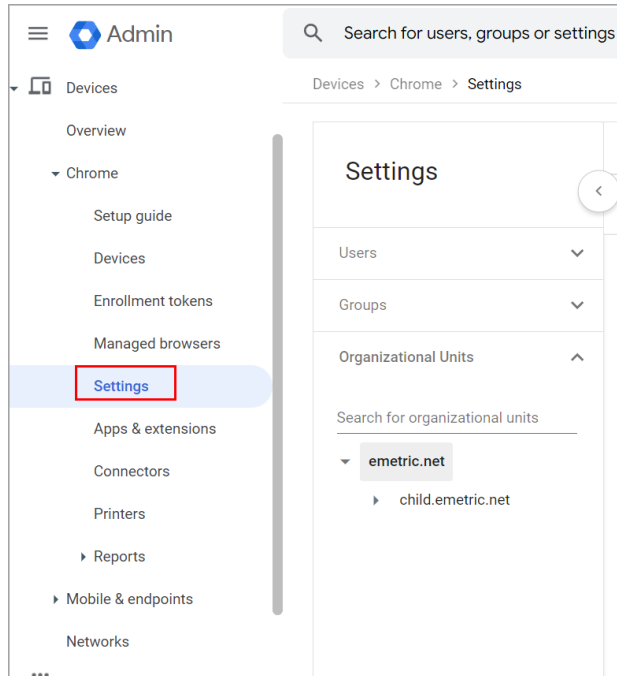 Admin
Search for users, groups or settings
Devices
Overview
Chrome
Setup guide
Devices
Enrollment tokens
Managed browsers
Settings
Apps & extensions
Connectors
Printers
Reports
Mobile & endpoints
Networks
Devices > Chrome > Settings
Settings
Users
Groups
Organizational Units
Search for organizational units
emetric.net
child.emetric.net